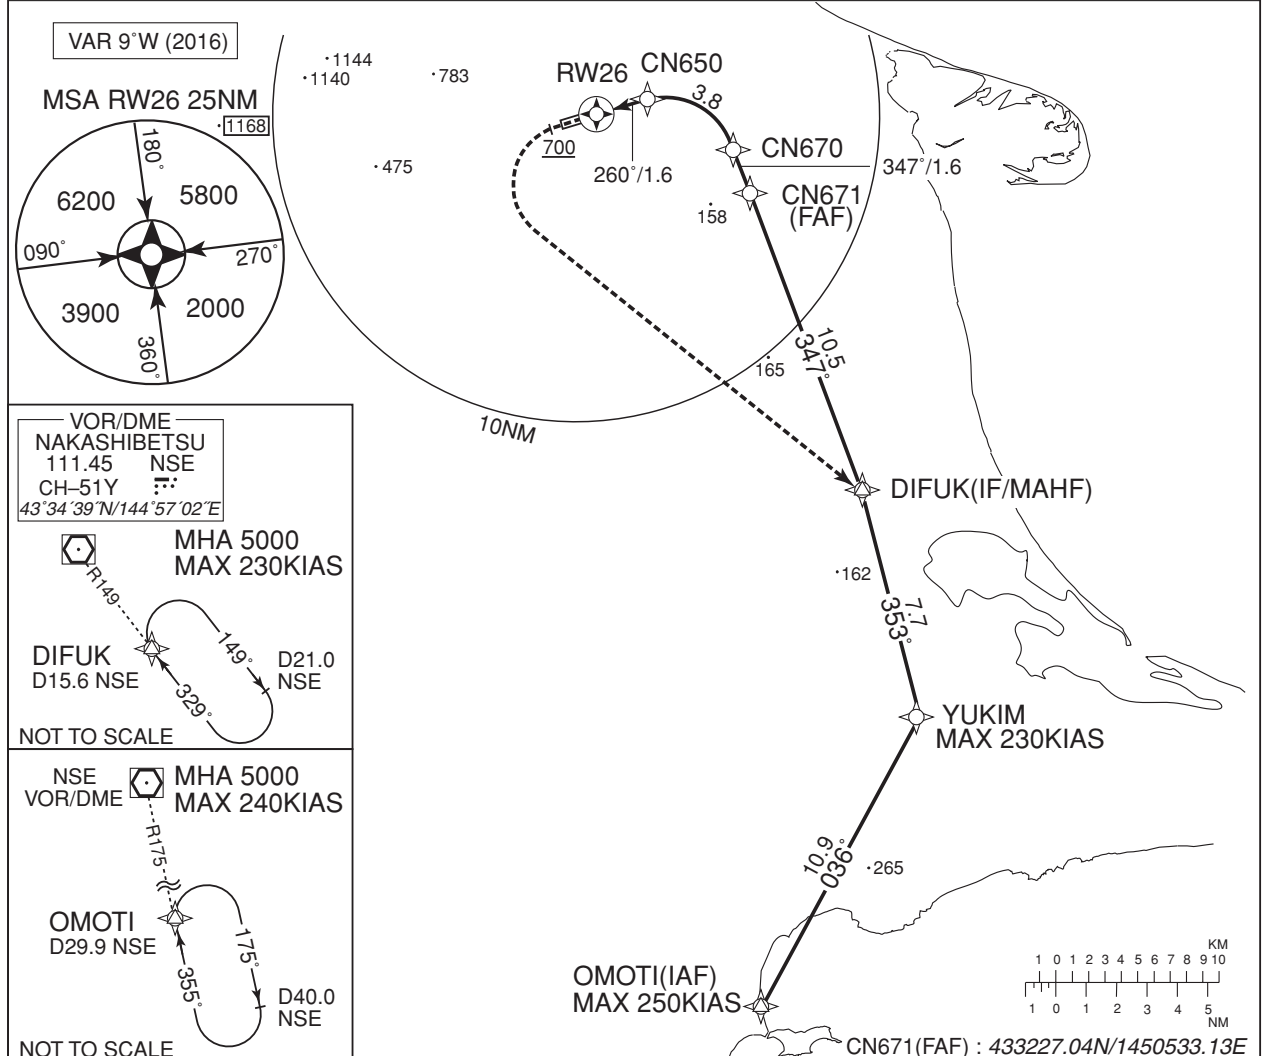 VAR 9˚W (2016)
MSA RW26 25NM
1168
180˚
6200
5800
090˚
270˚
3900
2000
360˚
1144
1140
783
475
RW26
CN650
3.8
700
260˚/1.6
CN670
347˚/1.6
CN671
(FAF)
158
10.5
347˚
165
10NM
DIFUK(IF/MAHF)
162
7.7
353˚
YUKIM
MAX 230KIAS
10.9
036˚
265
OMOTI(IAF)
MAX 250KIAS
VOR/DME
NAKASHIBETSU
111.45 NSE
CH–51Y
43˚34´39˝N/144˚57´02˝E
MHA 5000
MAX 230KIAS
R149
DIFUK
D15.6 NSE
149˚
329˚
D21.0
NSE
NOT TO SCALE
NSE
VOR/DME
MHA 5000
MAX 240KIAS
R175
OMOTI
D29.9 NSE
175˚
355˚
D40.0
NSE
NOT TO SCALE
KM
1 0 1 2 3 4 5 6 7 8 9 10
1 0 1 2 3 4 5
NM
CN671(FAF) : 433227.04N/1450533.13E